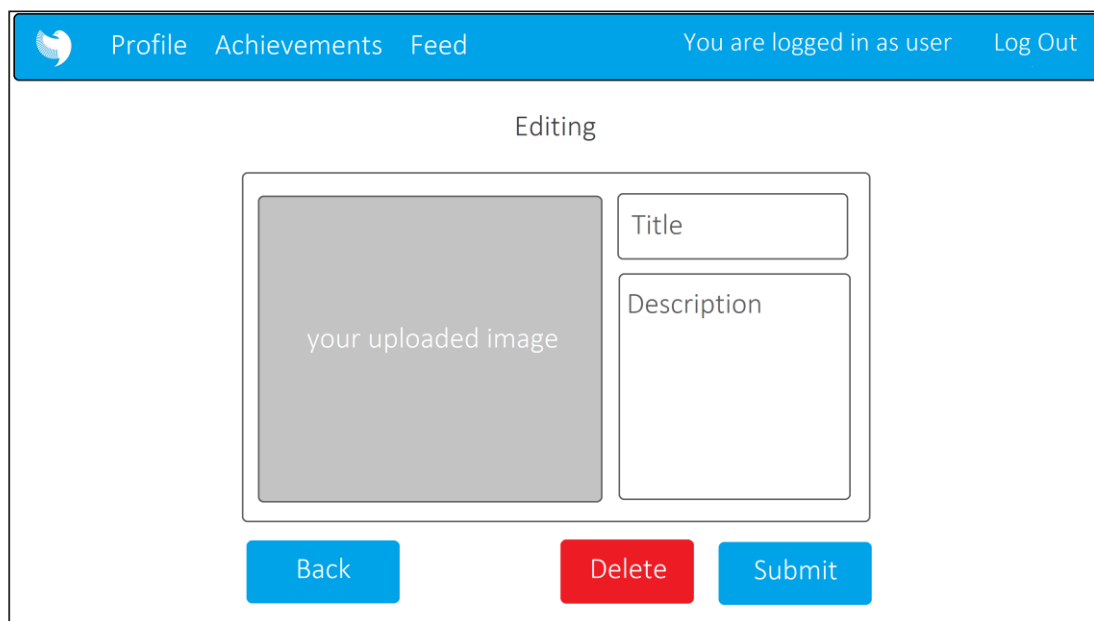 Profile Achievements Feed You are logged in as user Log Out
Editing
your uploaded image
Title
Description
Back Delete Submit